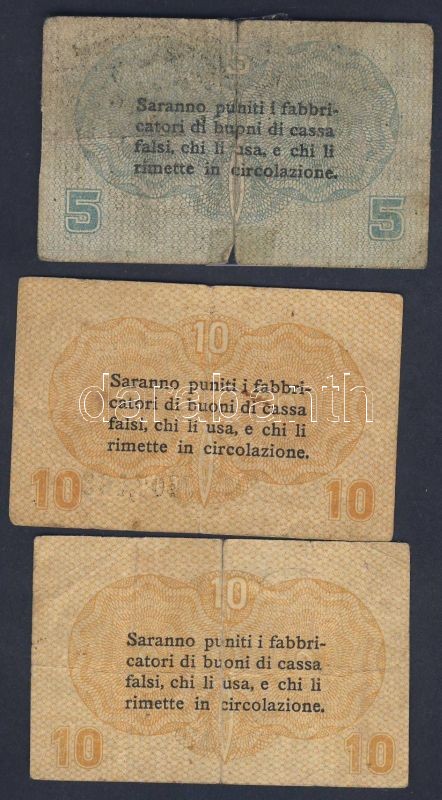 5
Saranno puniti i fabbri-
catori di buoni di cassa
falsi, chi li usa, e chi li
rimette in circolazione.
5 5
10
Saranno puniti i fabbri-
catori di buoni di cassa
falsi, chi li usa, e chi li
rimette in circolazione.
10 10
darabanth
10
Saranno puniti i fabbri-
catori di buoni di cassa
falsi, chi li usa, e chi li
rimette in circolazione.
10 10